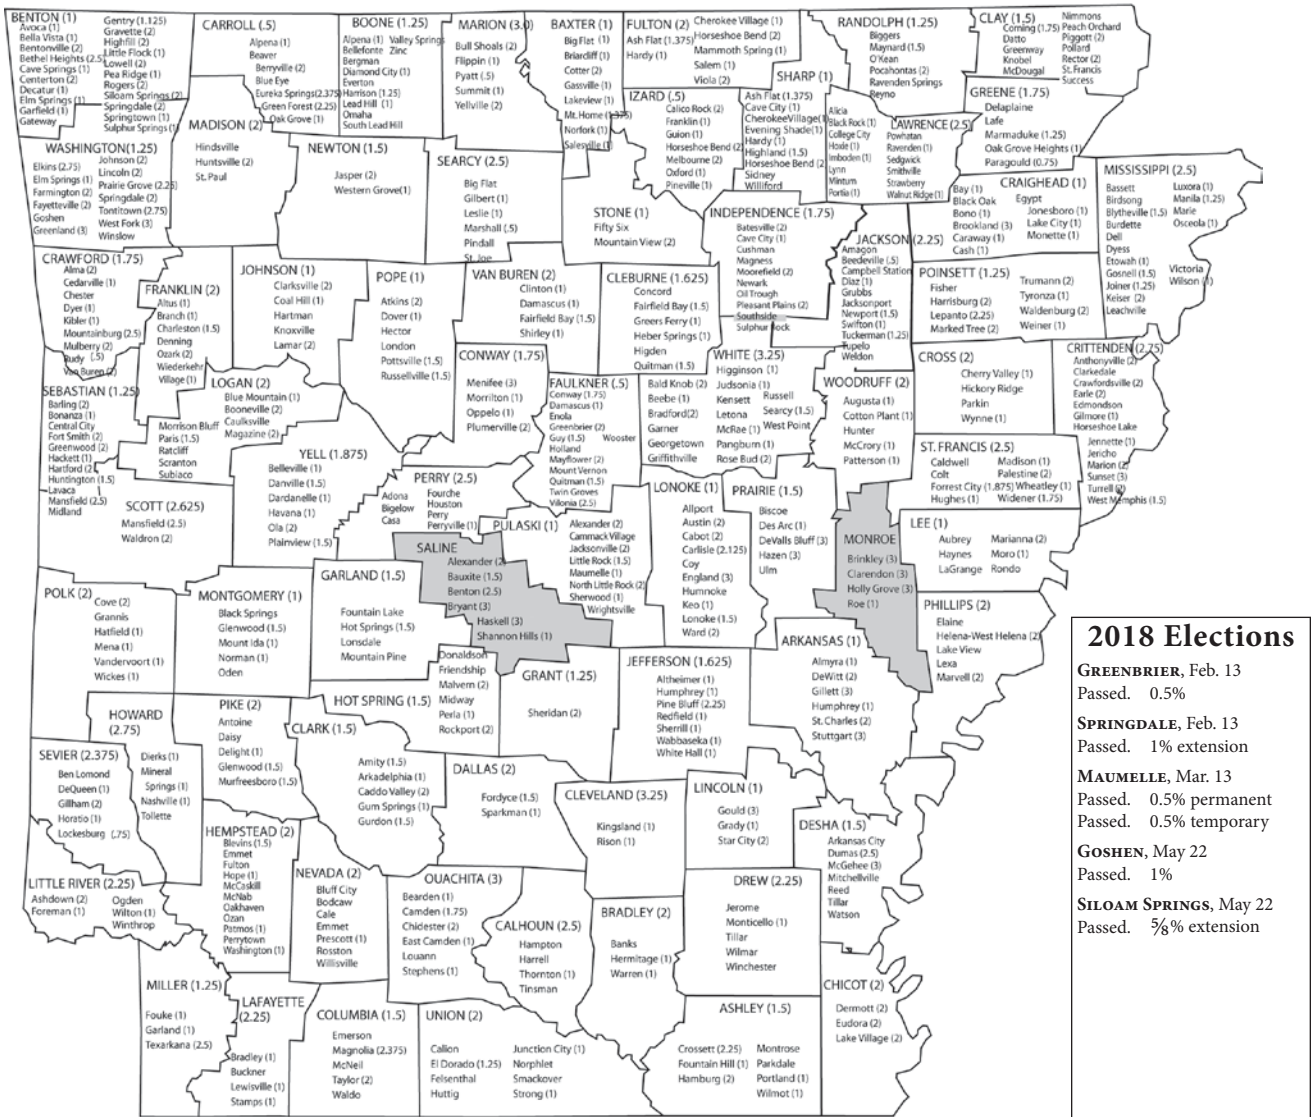 BENTON (1)
Avoca (1)
Bella Vista (1)
Bentonville (2)
Bethel Heights (2.5)
Cave Springs (1)
Centerton (2)
Decatur (1)
Elm Springs (1)
Garfield (1)
Gateway
Gentry (1.125)
Gravette (2)
Highfill (2)
Little Flock (1)
Lowell (2)
Pea Ridge (1)
Rogers (2)
Siloam Springs (2)
Springdale (2)
Springtown (1)
Sulphur Springs (1)
CARROLL (.5)
Alpena (1)
Beaver
Berryville (2)
Blue Eye
Eureka Springs(2.375)
Green Forest (2.25)
Oak Grove (1)
BOONE (1.25)
Alpena (1) Valley Springs
Bellefonte Zinc
Bergman
Diamond City (1)
Everton
Harrison (1.25)
Lead Hill (1)
Omaha
South Lead Hill
MARION (3.0)
Bull Shoals (2)
Flippin (1)
Pyatt (.5)
Summit (1)
Yellville (2)
BAXTER (1)
Big Flat (1)
Briarcliff (1)
Cotter (2)
Gassville (1)
Lakeview (1)
Mt. Home (1.375)
Norfork (1)
Salesville (1)
FULTON (2)
Ash Flat (1.375)
Hardy (1)
Cherokee Village (1)
Horseshoe Bend (2)
Mammoth Spring (1)
Salem (1)
Viola (2)
RANDOLPH (1.25)
Biggers
Maynard (1.5)
O'Kean
Pocahontas (2)
Ravenden Springs
Reyno
CLAY (1.5)
Corning (1.75)
Datto
Greenway
Knobel
McDougal
Nimmons
Peach Orchard
Piggott (2)
Pollard
Rector (2)
St. Francis
Success
SHARP (1)
Ash Flat (1.375)
Cave City (1)
CherokeeVillage(1)
Evening Shade(1)
Hardy (1)
Highland (1.5)
Horseshoe Bend (2)
Sidney
Williford
IZARD (.5)
Calico Rock (2)
Franklin (1)
Guion (1)
Horseshoe Bend (2)
Melbourne (2)
Oxford (1)
Pineville (1)
LAWRENCE (2.5)
Alicia
Black Rock (1)
College City
Hoxie (1)
Imboden (1)
Lynn
Minturn
Portia (1)
Powhatan
Ravenden (1)
Sedgwick
Smithville
Strawberry
Walnut Ridge (1)
GREENE (1.75)
Delaplaine
Lafe
Marmaduke (1.25)
Oak Grove Heights (1)
Paragould (0.75)
MADISON (2)
Hindsville
Huntsville (2)
St. Paul
WASHINGTON(1.25)
Elkins (2.75)
Elm Springs (1)
Farmington (2)
Fayetteville (2)
Goshen
Greenland (3)
Johnson (2)
Lincoln (2)
Prairie Grove (2.25)
Springdale (2)
Tontitown (2.75)
West Fork (3)
Winslow
NEWTON (1.5)
Jasper (2)
Western Grove(1)
SEARCY (2.5)
Big Flat
Gilbert (1)
Leslie (1)
Marshall (.5)
Pindall
St. Joe
STONE (1)
Fifty Six
Mountain View (2)
INDEPENDENCE (1.75)
Batesville (2)
Cave City (1)
Cushman
Magness
Moorefield (2)
Newark
Oil Trough
Pleasant Plains (2)
Southside
Sulphur Rock
JACKSON (2.25)
Amagon
Beedeville (.5)
Campbell Station
Diaz (1)
Grubbs
Jacksonport
Newport (1.5)
Swifton (1)
Tuckerman (1.25)
Tupelo
Weldon
CRAIGHEAD (1)
Bay (1)
Black Oak
Bono (1)
Brookland (3)
Caraway (1)
Cash (1)
Egypt
Jonesboro (1)
Lake City (1)
Monette (1)
MISSISSIPPI (2.5)
Bassett
Birdsong
Blytheville (1.5)
Burdette
Dell
Dyess
Etowah (1)
Gosnell (1.5)
Joiner (1.25)
Keiser (2)
Leachville
Luxora (1)
Manila (1.25)
Marie
Osceola (1)
Victoria
Wilson (1)
CRAWFORD (1.75)
Alma (2)
Cedarville (1)
Chester
Dyer (1)
Kibler (1)
Mountainburg (2.5)
Mulberry (2)
Rudy (.5)
Van Buren (2)
FRANKLIN (2)
Altus (1)
Branch (1)
Charleston (1.5)
Denning
Ozark (2)
Wiederkehr
Village (1)
JOHNSON (1)
Clarksville (2)
Coal Hill (1)
Hartman
Knoxville
Lamar (2)
POPE (1)
Atkins (2)
Dover (1)
Hector
London
Pottsville (1.5)
Russellville (1.5)
VAN BUREN (2)
Clinton (1)
Damascus (1)
Fairfield Bay (1.5)
Shirley (1)
CLEBURNE (1.625)
Concord
Fairfield Bay (1.5)
Greers Ferry (1)
Heber Springs (1)
Higden
Quitman (1.5)
POINSETT (1.25)
Fisher
Harrisburg (2)
Lepanto (2.25)
Marked Tree (2)
Trumann (2)
Tyronza (1)
Waldenburg (2)
Weiner (1)
CROSS (2)
Cherry Valley (1)
Hickory Ridge
Parkin
Wynne (1)
CRITTENDEN (2.75)
Anthonyville (2)
Clarkedale
Crawfordsville (2)
Earle (2)
Edmondson
Gilmore (1)
Horseshoe Lake
Jennette (1)
Jericho
Marion (2)
Sunset (3)
Turrell (2)
West Memphis (1.5)
SEBASTIAN (1.25)
Barling (2)
Bonanza (1)
Central City
Fort Smith (2)
Greenwood (2)
Hackett (1)
Hartford (2)
Huntington (1.5)
Lavaca
Mansfield (2.5)
Midland
LOGAN (2)
Blue Mountain (1)
Booneville (2)
Caulksville
Magazine (2)
Morrison Bluff
Paris (1.5)
Ratcliff
Scranton
Subiaco
CONWAY (1.75)
Menifee (3)
Morrilton (1)
Oppelo (1)
Plumerville (2)
FAULKNER (.5)
Conway (1.75)
Damascus (1)
Enola
Greenbrier (2)
Guy (1.5) Wooster
Holland
Mayflower (2)
Mount Vernon
Quitman (1.5)
Twin Groves
Vilonia (2.5)
WHITE (3.25)
Bald Knob (2)
Beebe (1)
Bradford(2)
Garner
Georgetown
Griffithville
Higginson (1)
Judsonia (1)
Kensett
Letona
McRae (1)
Pangburn (1)
Rose Bud (2)
Russell
Searcy (1.5)
West Point
WOODRUFF (2)
Augusta (1)
Cotton Plant (1)
Hunter
McCrory (1)
Patterson (1)
ST. FRANCIS (2.5)
Caldwell
Colt
Forrest City (1.875)
Hughes (1)
Madison (1)
Palestine (2)
Wheatley (1)
Widener (1.75)
YELL (1.875)
Belleville (1)
Danville (1.5)
Dardanelle (1)
Havana (1)
Ola (2)
Plainview (1.5)
SCOTT (2.625)
Mansfield (2.5)
Waldron (2)
PERRY (2.5)
Adona
Bigelow
Casa
Fourche
Houston
Perry
Perryville (1)
PULASKI (1)
Alexander (2)
Cammack Village
Jacksonville (2)
Little Rock (1.5)
Maumelle (1)
North Little Rock (2)
Sherwood (1)
Wrightsville
LONOKE (1)
Allport
Austin (2)
Cabot (2)
Carlisle (2.125)
Coy
England (3)
Humnoke
Keo (1)
Lonoke (1.5)
Ward (2)
PRAIRIE (1.5)
Biscoe
Des Arc (1)
DeValls Bluff (3)
Hazen (3)
Ulm
MONROE
Brinkley (3)
Clarendon (3)
Holly Grove (3)
Roe (1)
LEE (1)
Aubrey
Haynes
LaGrange
Marianna (2)
Moro (1)
Rondo
SALINE
Alexander (2)
Bauxite (1.5)
Benton (2.5)
Bryant (3)
Haskell (3)
Shannon Hills (1)
GARLAND (1.5)
Fountain Lake
Hot Springs (1.5)
Lonsdale
Mountain Pine
MONTGOMERY (1)
Black Springs
Glenwood (1.5)
Mount Ida (1)
Norman (1)
Oden
POLK (2)
Cove (2)
Grannis
Hatfield (1)
Mena (1)
Vandervoort (1)
Wickes (1)
PHILLIPS (2)
Elaine
Helena-West Helena (2)
Lake View
Lexa
Marvell (2)
ARKANSAS (1)
Almyra (1)
DeWitt (2)
Gillett (3)
Humphrey (1)
St. Charles (2)
Stuttgart (3)
JEFFERSON (1.625)
Altheimer (1)
Humphrey (1)
Pine Bluff (2.25)
Redfield (1)
Sherrill (1)
Wabbaseka (1)
White Hall (1)
GRANT (1.25)
Sheridan (2)
HOT SPRING (1.5)
Donaldson
Friendship
Malvern (2)
Midway
Perla (1)
Rockport (2)
HOWARD
(2.75)
Dierks (1)
Mineral
Springs (1)
Nashville (1)
Tollette
PIKE (2)
Antoine
Daisy
Delight (1)
Glenwood (1.5)
Murfreesboro (1.5)
CLARK (1.5)
Amity (1.5)
Arkadelphia (1)
Caddo Valley (2)
Gum Springs (1)
Gurdon (1.5)
SEVIER (2.375)
Ben Lomond
DeQueen (1)
Gillham (2)
Horatio (1)
Lockesburg (.75)
DALLAS (2)
Fordyce (1.5)
Sparkman (1)
CLEVELAND (3.25)
Kingsland (1)
Rison (1)
LINCOLN (1)
Gould (3)
Grady (1)
Star City (2)
DESHA (1.5)
Arkansas City
Dumas (2.5)
McGehee (3)
Mitchellville
Reed
Tillar
Watson
HEMPSTEAD (2)
Blevins (1.5)
Emmet
Fulton
Hope (1)
McCaskill
McNab
Oakhaven
Ozan
Patmos (1)
Perrytown
Washington (1)
LITTLE RIVER (2.25)
Ashdown (2)
Foreman (1)
Ogden
Wilton (1)
Winthrop
NEVADA (2)
Bluff City
Bodcaw
Cale
Emmet
Prescott (1)
Rosston
Willisville
OUACHITA (3)
Bearden (1)
Camden (1.75)
Chidester (2)
East Camden (1)
Louann
Stephens (1)
CALHOUN (2.5)
Hampton
Harrell
Thornton (1)
Tinsman
BRADLEY (2)
Banks
Hermitage (1)
Warren (1)
DREW (2.25)
Jerome
Monticello (1)
Tillar
Wilmar
Winchester
MILLER (1.25)
Fouke (1)
Garland (1)
Texarkana (2.5)
LAFAYETTE
(2.25)
Bradley (1)
Buckner
Lewisville (1)
Stamps (1)
COLUMBIA (1.5)
Emerson
Magnolia (2.375)
McNeil
Taylor (2)
Waldo
UNION (2)
Callon
El Dorado (1.25)
Felsenthal
Huttig
Junction City (1)
Norphlet
Smackover
Strong (1)
ASHLEY (1.5)
Crossett (2.25)
Fountain Hill (1)
Hamburg (2)
Montrose
Parkdale
Portland (1)
Wilmot (1)
CHICOT (2)
Dermott (2)
Eudora (2)
Lake Village (2)
2018 Elections
GREENBRIER, Feb. 13
Passed. 0.5%
SPRINGDALE, Feb. 13
Passed. 1% extension
MAUMELLE, Mar. 13
Passed. 0.5% permanent
Passed. 0.5% temporary
GOSHEN, May 22
Passed. 1%
SILOAM SPRINGS, May 22
Passed. ⅝% extension